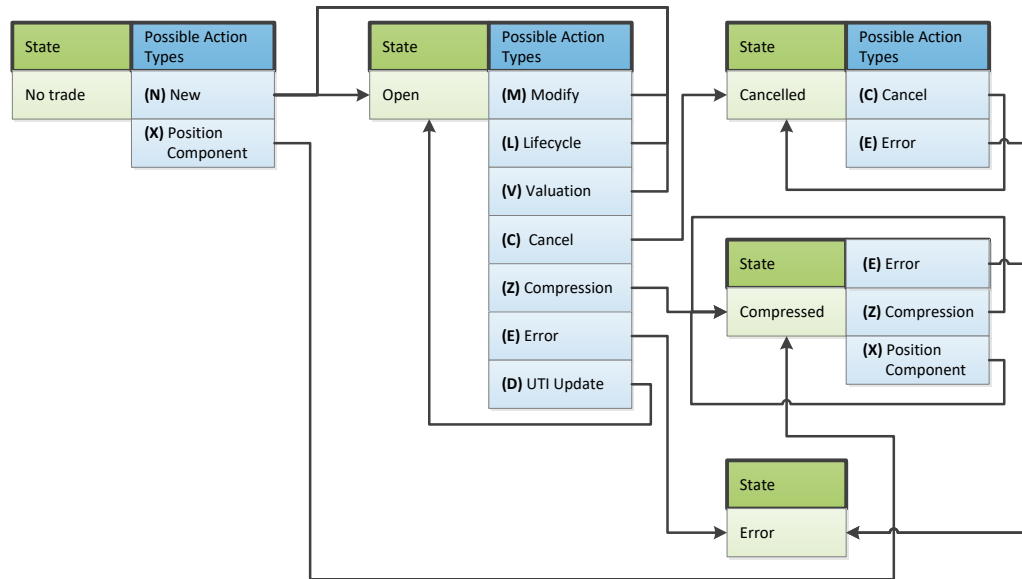 State
Possible Action
Types
No trade
(N) New
(X) Position
Component
State
Possible Action
Types
Open
(M) Modify
(L) Lifecycle
(V) Valuation
(C) Cancel
(Z) Compression
(E) Error
(D) UTI Update
State
Possible Action
Types
Cancelled
(C) Cancel
(E) Error
State
(E) Error
Compressed
(Z) Compression
(X) Position
Component
State
Error